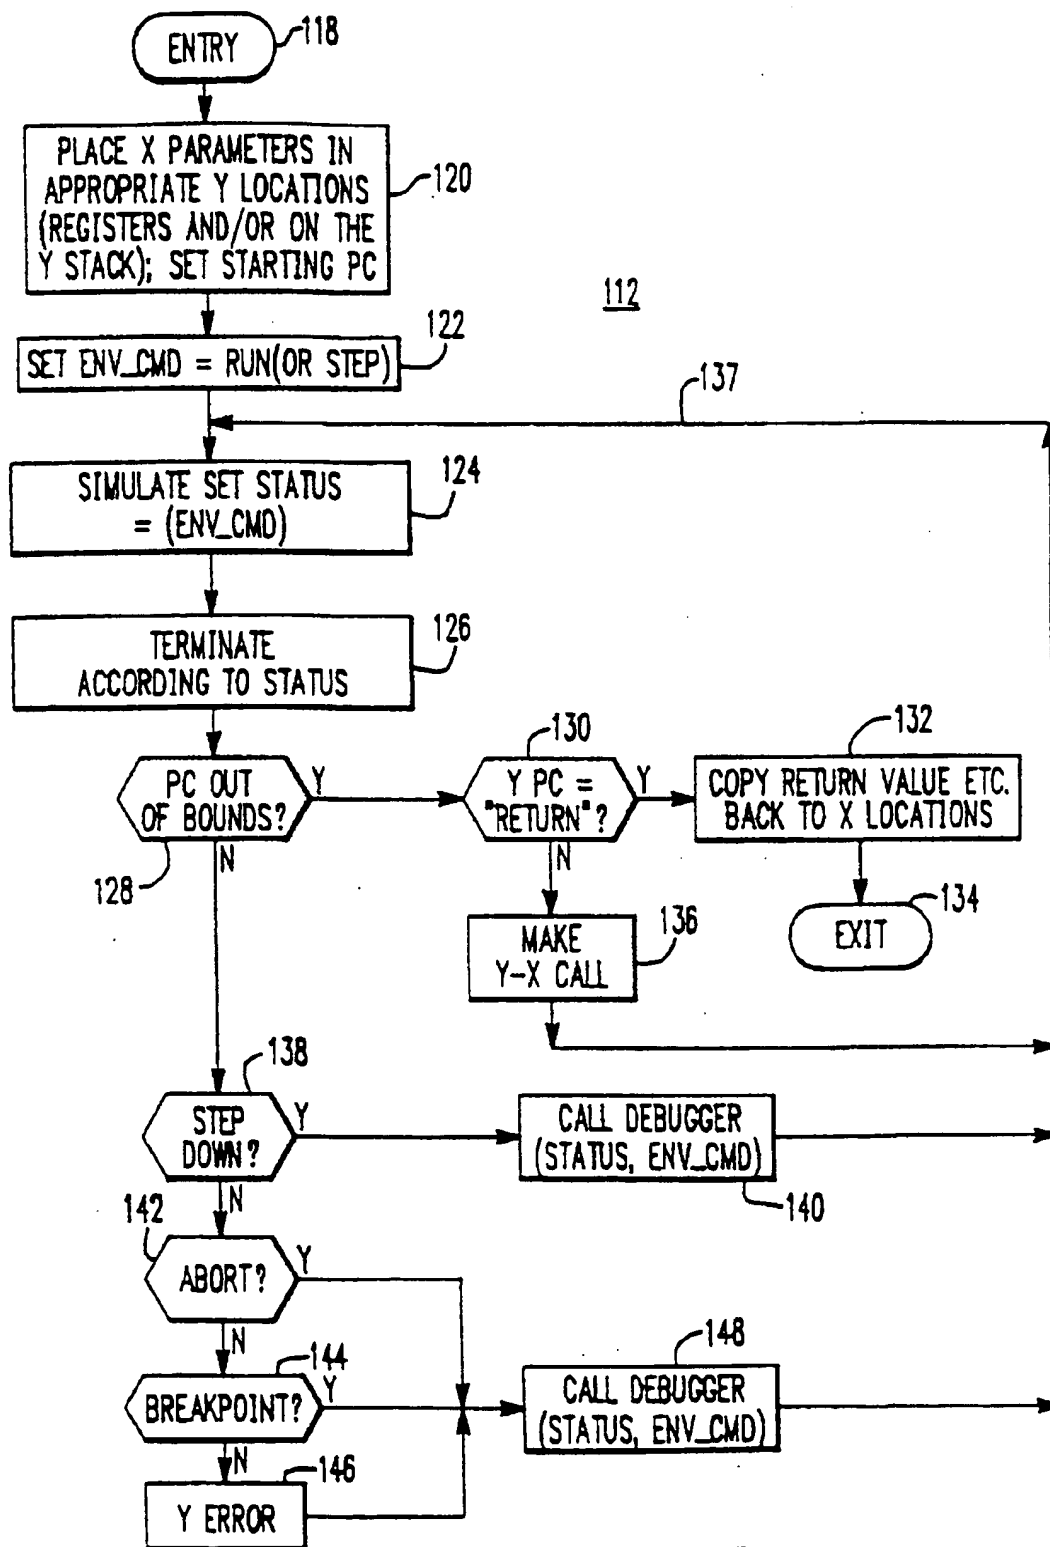 ENTRY
118
PLACE X PARAMETERS IN
APPROPRIATE Y LOCATIONS
(REGISTERS AND/OR ON THE
Y STACK); SET STARTING PC
120
112
SET ENV_CMD = RUN(OR STEP)
122
137
SIMULATE SET STATUS
= (ENV_CMD)
124
TERMINATE
ACCORDING TO STATUS
126
PC OUT
OF BOUNDS?
Y
N
128
130
Y PC =
"RETURN"?
Y
N
132
COPY RETURN VALUE ETC.
BACK TO X LOCATIONS
134
EXIT
MAKE
Y-X CALL
136
138
STEP
DOWN?
Y
N
CALL DEBUGGER
(STATUS, ENV_CMD)
140
142
ABORT?
Y
N
144
BREAKPOINT?
Y
N
148
CALL DEBUGGER
(STATUS, ENV_CMD)
146
Y ERROR